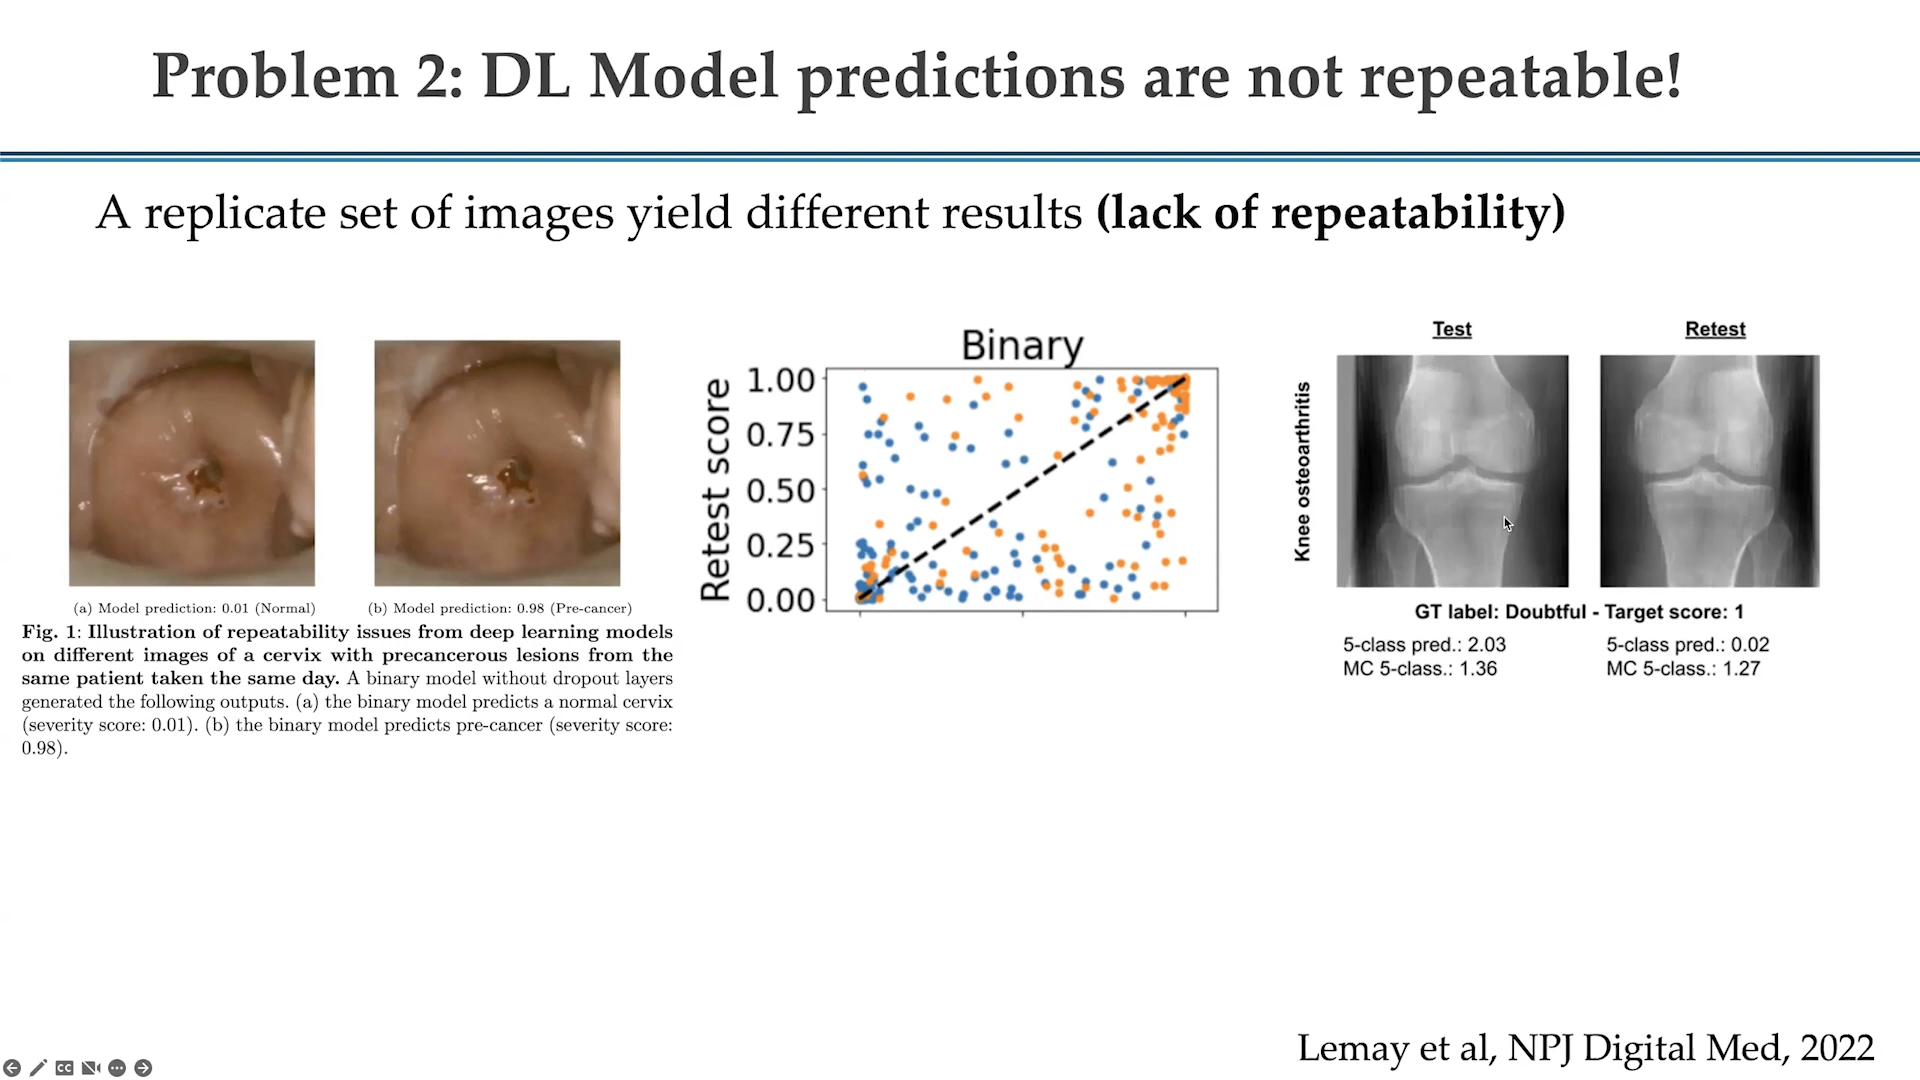 Problem 2: DL Model predictions are not repeatable!
A replicate set of images yield different results (lack of repeatability)
(a) Model prediction: 0.01 (Normal)
(b) Model prediction: 0.98 (Pre-cancer)
Fig. 1: Illustration of repeatability issues from deep learning models
on different images of a cervix with precancerous lesions from the
same patient taken the same day. A binary model without dropout layers
generated the following outputs. (a) the binary model predicts a normal cervix
(severity score: 0.01). (b) the binary model predicts pre-cancer (severity score:
0.98).
Binary
Retest score
1.00
0.75
0.50
0.25
0.00
Test
Retest
Knee osteoarthritis
GT label: Doubtful - Target score: 1
5-class pred.: 2.03
MC 5-class.: 1.36
5-class pred.: 0.02
MC 5-class.: 1.27
Lemay et al, NPJ Digital Med, 2022
CC